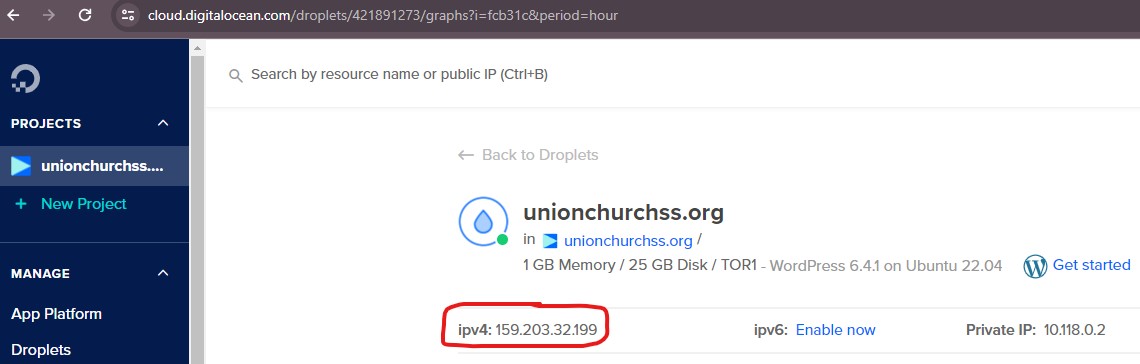 cloud.digitalocean.com/droplets/421891273/graphs?i=fcb31c&period=hour
Search by resource name or public IP (Ctrl+B)
PROJECTS
unionchurchss....
+ New Project
MANAGE
App Platform
Droplets
← Back to Droplets
unionchurchss.org
in unionchurchss.org /
1 GB Memory / 25 GB Disk / TOR1 - WordPress 6.4.1 on Ubuntu 22.04 Get started
ipv4: 159.203.32.199 ipv6: Enable now Private IP: 10.118.0.2